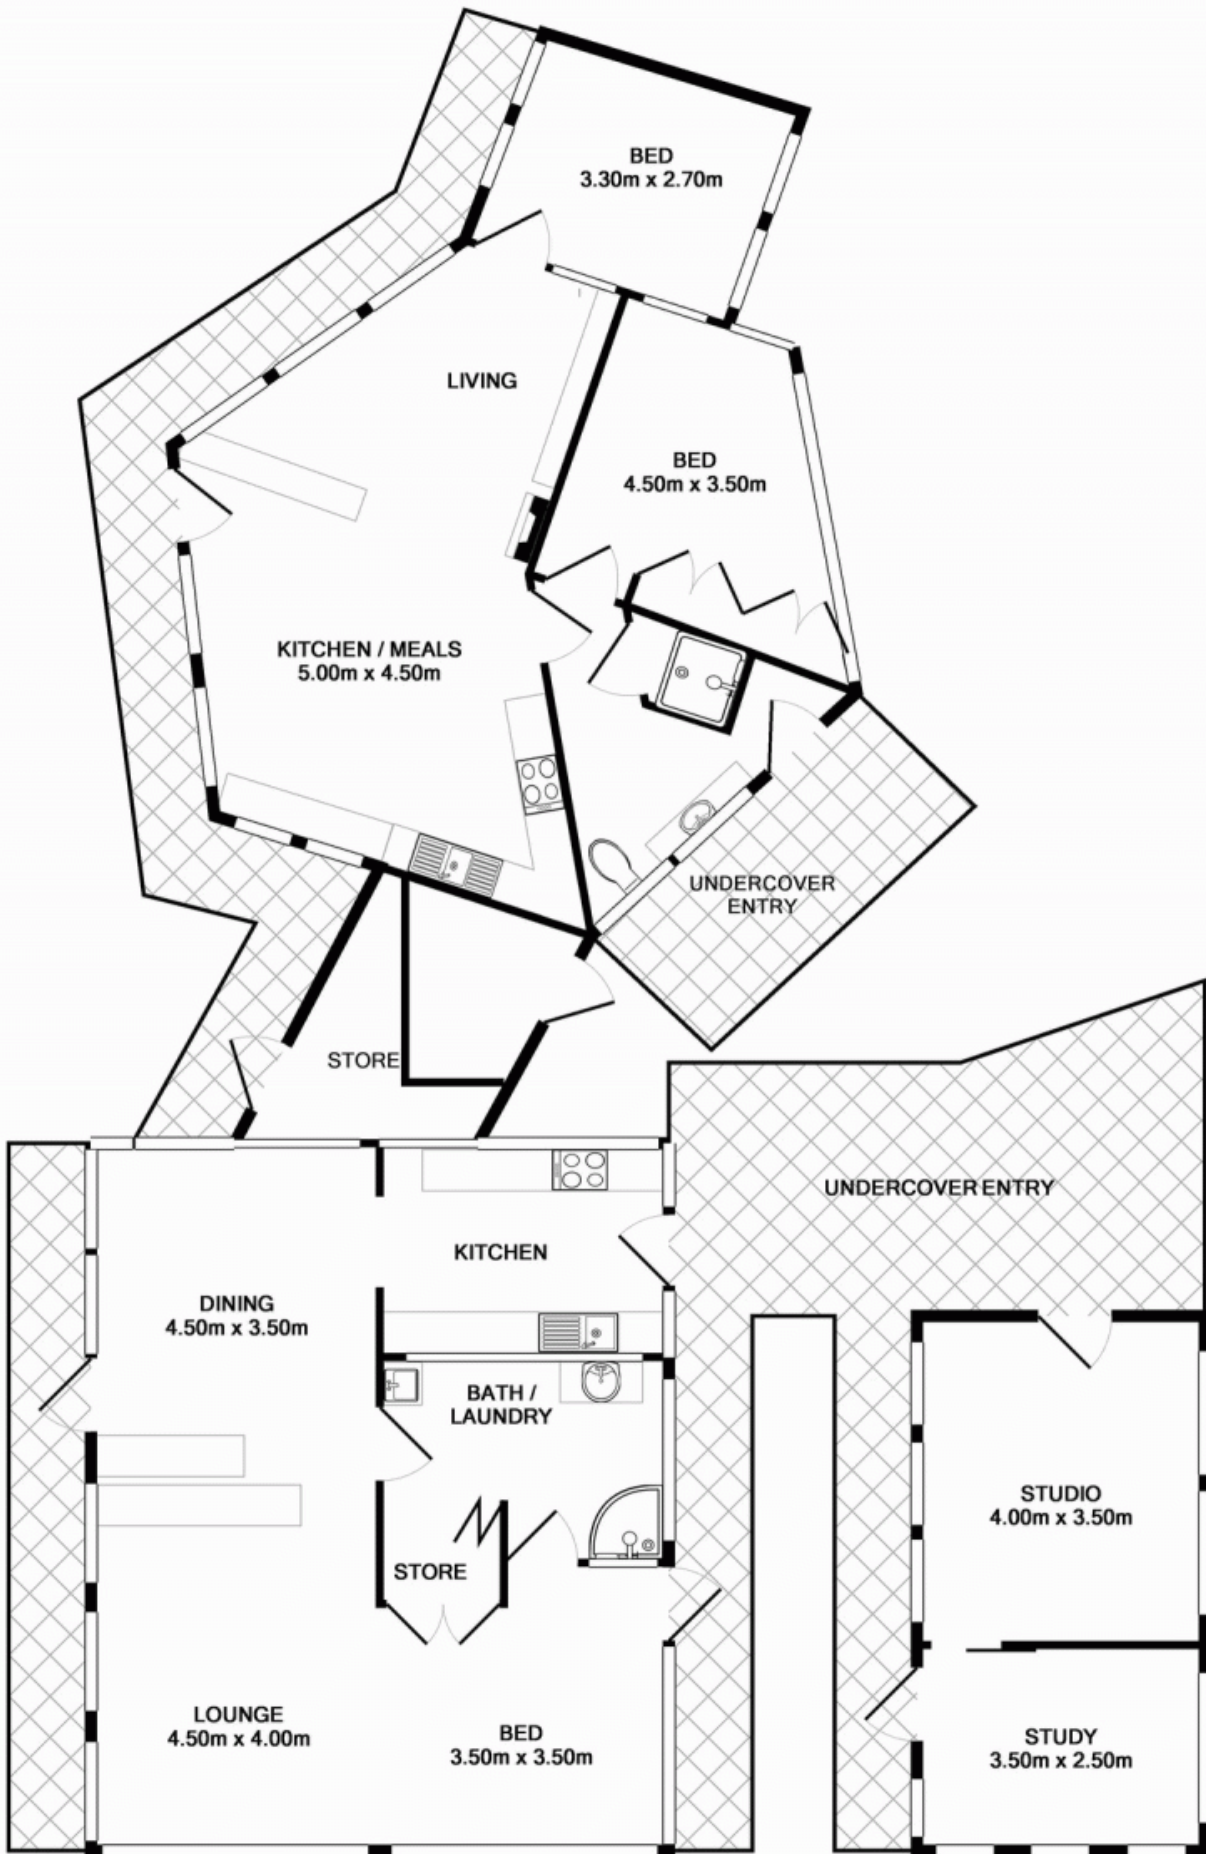 BED
3.30m x 2.70m
LIVING
BED
4.50m x 3.50m
KITCHEN / MEALS
5.00m x 4.50m
UNDERCOVER
ENTRY
STORE
UNDERCOVER ENTRY
KITCHEN
DINING
4.50m x 3.50m
BATH /
LAUNDRY
STUDIO
4.00m x 3.50m
STORE
LOUNGE
4.50m x 4.00m
BED
3.50m x 3.50m
STUDY
3.50m x 2.50m